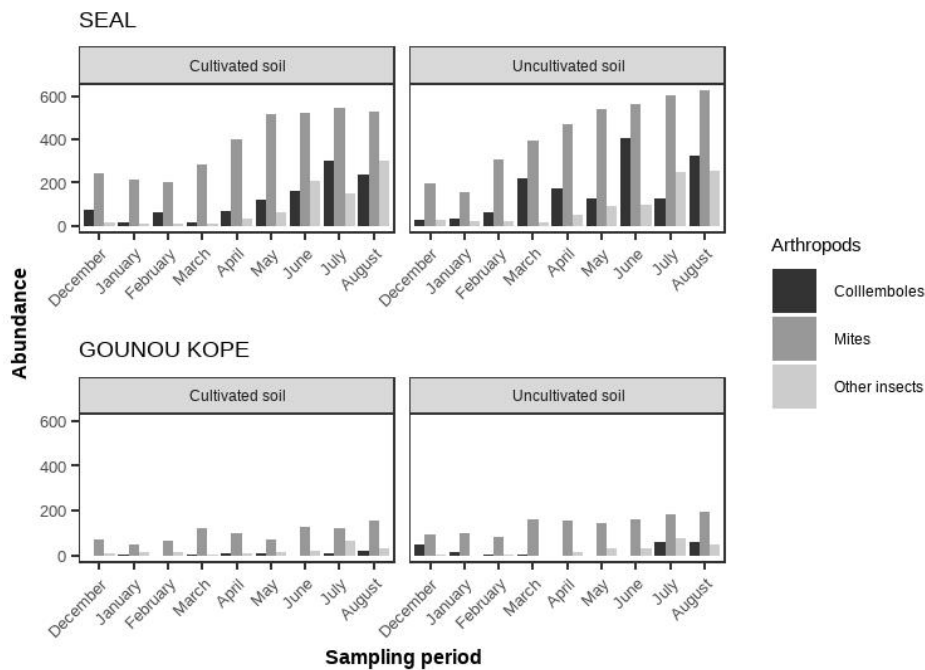 SEAL
Cultivated soil
Uncultivated soil
600
400
200
0
December
January
February
March
April
May
June
July
August
December
January
February
March
April
May
June
July
August
Abundance
GOUNOU KOPE
Cultivated soil
Uncultivated soil
600
400
200
0
December
January
February
March
April
May
June
July
August
December
January
February
March
April
May
June
July
August
Sampling period
Arthropods
Colllemboles
Mites
Other insects